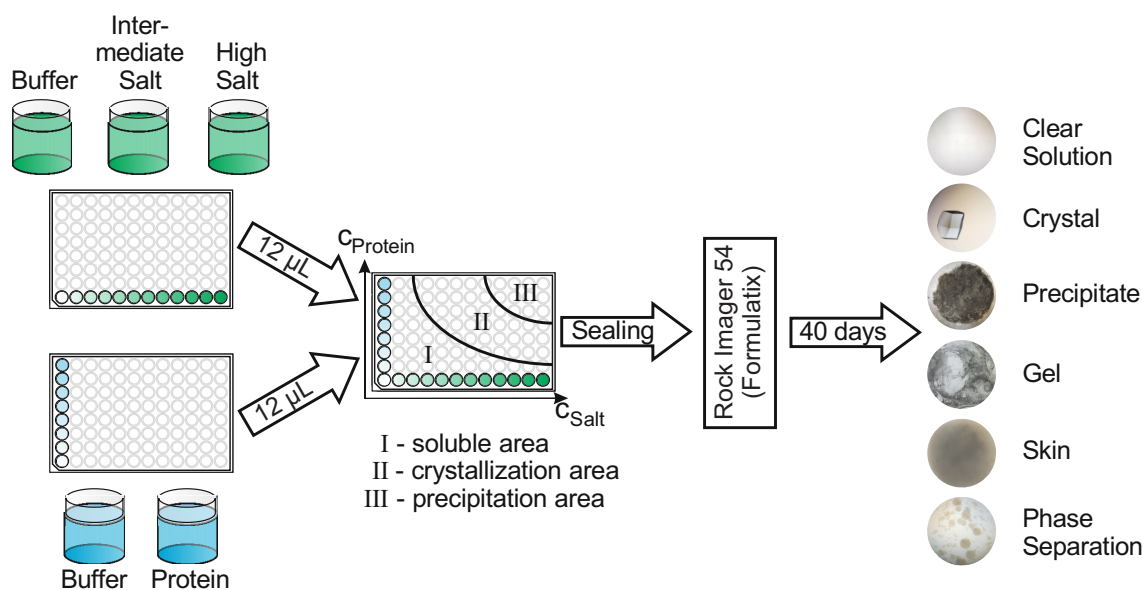 Buffer
Inter-
mediate
Salt
High
Salt
12 µL
12 µL
Buffer
Protein
cProtein
I
II
III
cSalt
I - soluble area
II - crystallization area
III - precipitation area
Sealing
Rock Imager 54
(Formulatix)
40 days
Clear
Solution
Crystal
Precipitate
Gel
Skin
Phase
Separation